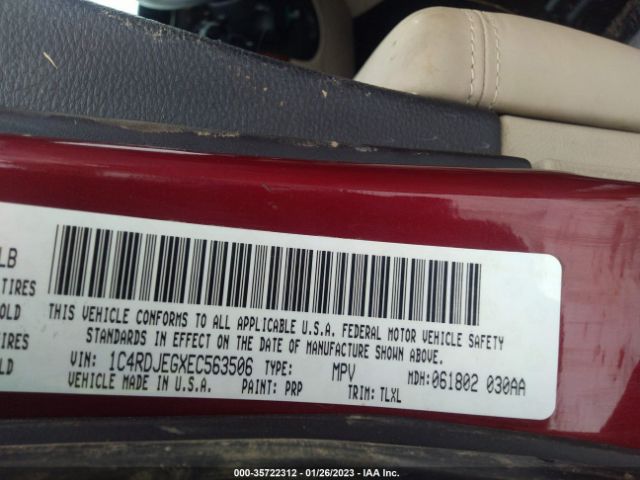 LB
TIRES
OLD
IRES
OLD
THIS VEHICLE CONFORMS TO ALL APPLICABLE U.S.A. FEDERAL MOTOR VEHICLE SAFETY
STANDARDS IN EFFECT ON THE DATE OF MANUFACTURE SHOWN ABOVE.
VIN: 1C4RDJEGXEC563506 TYPE: MPV MDH: 061802 030AA
VEHICLE MADE IN U.S.A. PAINT: PRP TRIM: TLXL
000-35722312 - 01/26/2023 - IAA Inc.